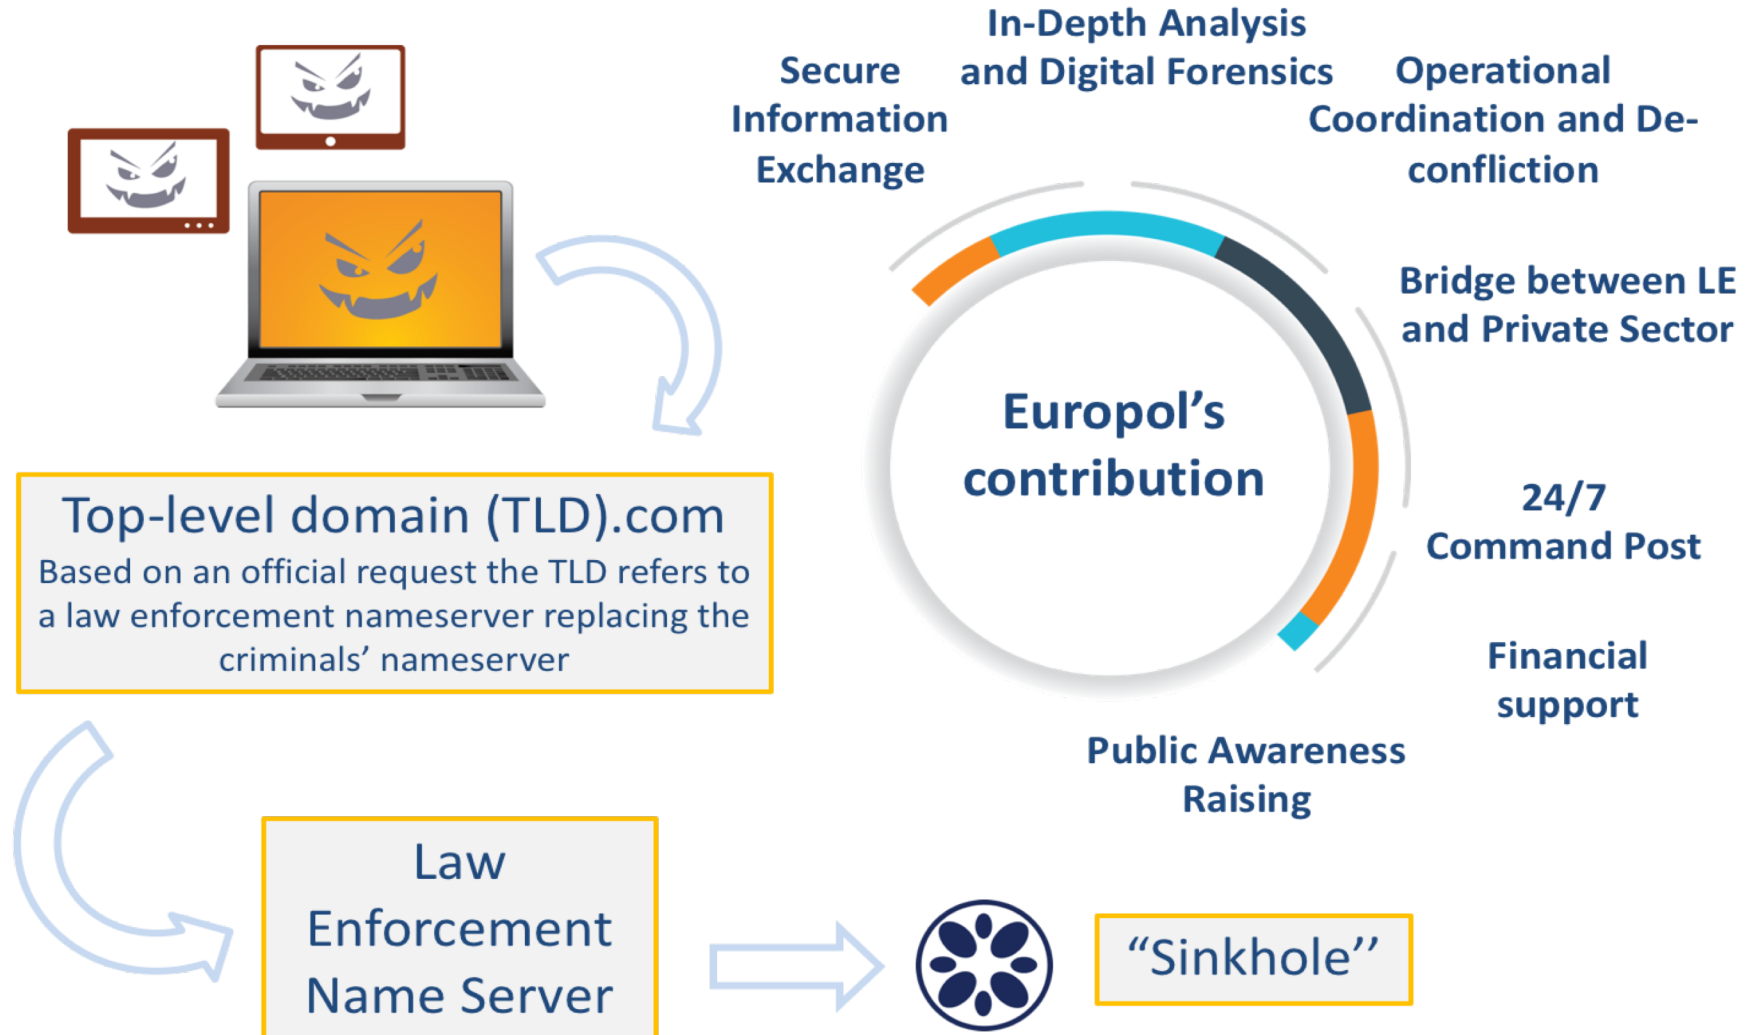 In-Depth Analysis
and Digital Forensics
Secure
Information
Exchange
Operational
Coordination and De-
confliction
Bridge between LE
and Private Sector
Europol’s
contribution
24/7
Command Post
Financial
support
Public Awareness
Raising
Top-level domain (TLD).com
Based on an official request the TLD refers to
a law enforcement nameserver replacing the
criminals’ nameserver
Law
Enforcement
Name Server
“Sinkhole’’